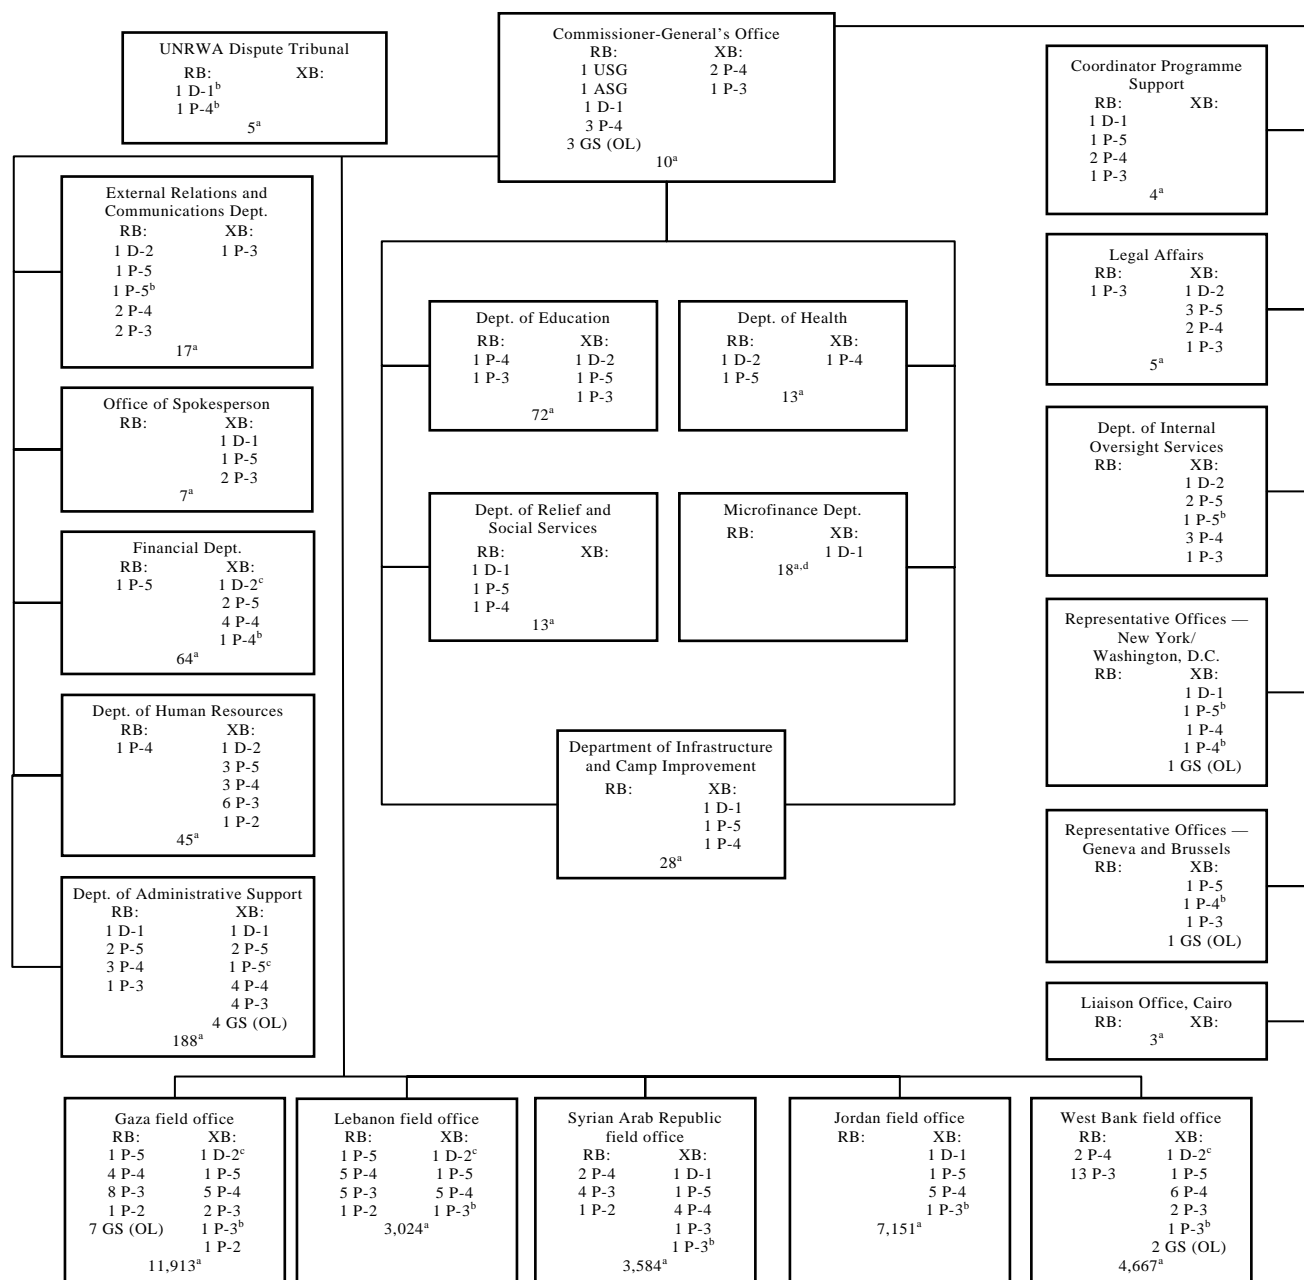 UNRWA Dispute Tribunal
RB: XB:
1 D-1ᵇ
1 P-4ᵇ
5ᵃ
Commissioner-General's Office
RB: XB:
1 USG 2 P-4
1 ASG 1 P-3
1 D-1
3 P-4
3 GS (OL)
10ᵃ
Coordinator Programme
Support
RB: XB:
1 D-1
1 P-5
2 P-4
1 P-3
4ᵃ
External Relations and
Communications Dept.
RB: XB:
1 D-2 1 P-3
1 P-5
1 P-5ᵇ
2 P-4
2 P-3
17ᵃ
Legal Affairs
RB: XB:
1 P-3 1 D-2
3 P-5
2 P-4
1 P-3
5ᵃ
Dept. of Education
RB: XB:
1 P-4 1 D-2
1 P-3 1 P-5
1 P-3
72ᵃ
Dept. of Health
RB: XB:
1 D-2 1 P-4
1 P-5
13ᵃ
Office of Spokesperson
RB: XB:
1 D-1
1 P-5
2 P-3
7ᵃ
Dept. of Internal
Oversight Services
RB: XB:
1 D-2
2 P-5
1 P-5ᵇ
3 P-4
1 P-3
Dept. of Relief and
Social Services
RB: XB:
1 D-1
1 P-5
1 P-4
13ᵃ
Microfinance Dept.
RB: XB:
1 D-1
18ᵃ,ᵈ
Financial Dept.
RB: XB:
1 P-5 1 D-2ᶜ
2 P-5
4 P-4
1 P-4ᵇ
64ᵃ
Representative Offices —
New York/
Washington, D.C.
RB: XB:
1 D-1
1 P-5ᵇ
1 P-4
1 P-4ᵇ
1 GS (OL)
Dept. of Human Resources
RB: XB:
1 P-4 1 D-2
3 P-5
3 P-4
6 P-3
1 P-2
45ᵃ
Department of Infrastructure
and Camp Improvement
RB: XB:
1 D-1
1 P-5
1 P-4
28ᵃ
Representative Offices —
Geneva and Brussels
RB: XB:
1 P-5
1 P-4ᵇ
1 P-3
1 GS (OL)
Dept. of Administrative Support
RB: XB:
1 D-1 1 D-1
2 P-5 2 P-5
3 P-4 1 P-5ᶜ
1 P-3 4 P-4
4 P-3
4 GS (OL)
188ᵃ
Liaison Office, Cairo
RB: XB:
3ᵃ
Gaza field office
RB: XB:
1 P-5 1 D-2ᶜ
4 P-4 1 P-5
8 P-3 5 P-4
1 P-2 2 P-3
7 GS (OL) 1 P-3ᵇ
1 P-2
11,913ᵃ
Lebanon field office
RB: XB:
1 P-5 1 D-2ᶜ
5 P-4 1 P-5
5 P-3 5 P-4
1 P-2 1 P-3ᵇ
3,024ᵃ
Syrian Arab Republic
field office
RB: XB:
2 P-4 1 D-1
4 P-3 1 P-5
1 P-2 4 P-4
1 P-3
1 P-3ᵇ
3,584ᵃ
Jordan field office
RB: XB:
1 D-1
1 P-5
5 P-4
1 P-3ᵇ
7,151ᵃ
West Bank field office
RB: XB:
2 P-4 1 D-2ᶜ
13 P-3 1 P-5
6 P-4
2 P-3
1 P-3ᵇ
2 GS (OL)
4,667ᵃ